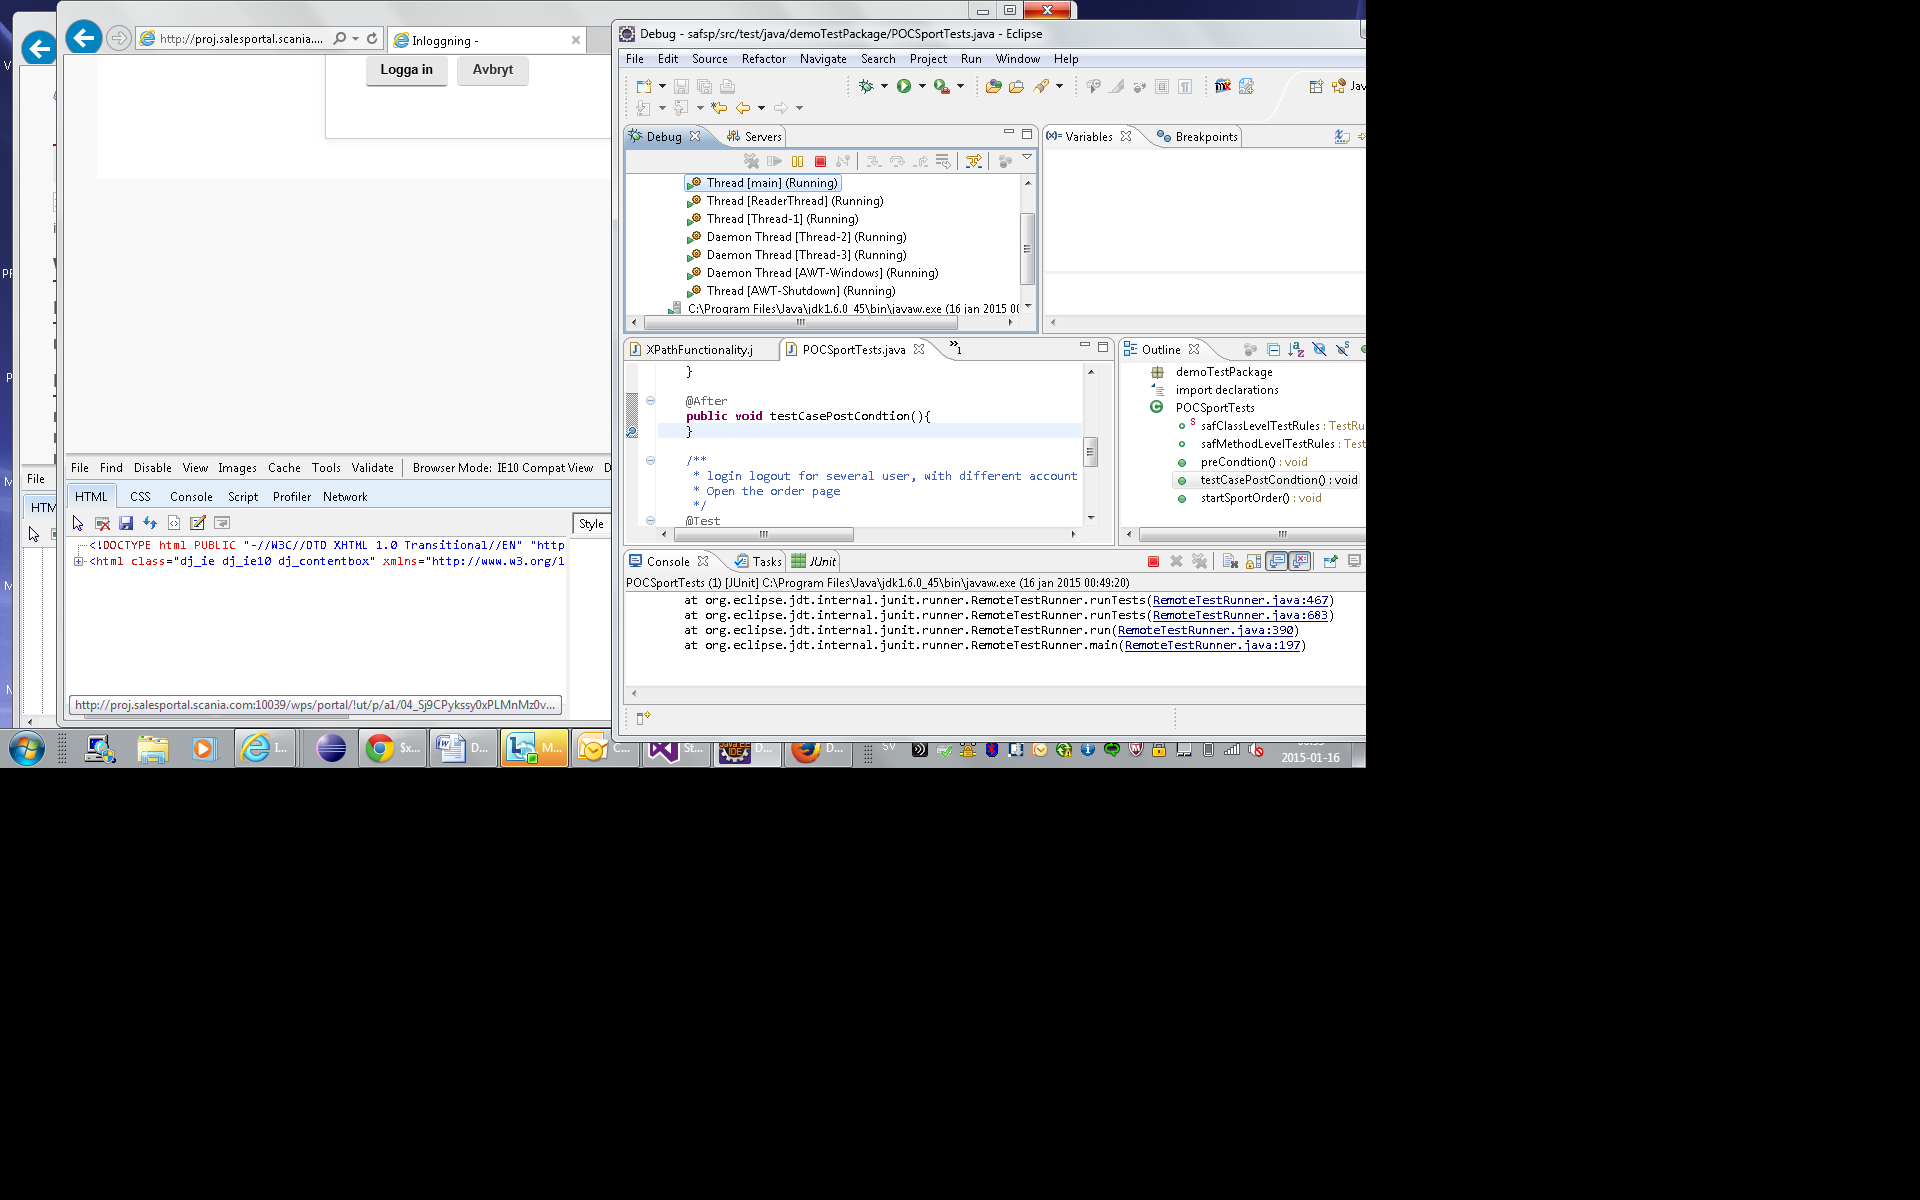 http://proj.salesportal.scania....
Inloggning -
Logga in
Avbryt
File Find Disable View Images Cache Tools Validate Browser Mode: IE10 Compat View D
HTML CSS Console Script Profiler Network
Style
<!DOCTYPE html PUBLIC "-//W3C//DTD XHTML 1.0 Transitional//EN" "http
<html class="dj_ie dj_ie10 dj_contentbox" xmlns="http://www.w3.org/1
http://proj.salesportal.scania.com:10039/wps/portal/!ut/p/a1/04_Sj9CPykssy0xPLMnMz0v...
File
HTM
Debug - safsp/src/test/java/demoTestPackage/POCSportTests.java - Eclipse
File Edit Source Refactor Navigate Search Project Run Window Help
Jav
Debug
Servers
Thread [main] (Running)
Thread [ReaderThread] (Running)
Thread [Thread-1] (Running)
Daemon Thread [Thread-2] (Running)
Daemon Thread [Thread-3] (Running)
Daemon Thread [AWT-Windows] (Running)
Thread [AWT-Shutdown] (Running)
C:\Program Files\Java\jdk1.6.0_45\bin\javaw.exe (16 jan 2015 00
(x)= Variables
Breakpoints
XPathFunctionality.j
POCSportTests.java
»1
}
@After
public void testCasePostCondtion(){
}
/**
* login logout for several user, with different account
* Open the order page
*/
@Test
Outline
demoTestPackage
import declarations
POCSportTests
safClassLevelTestRules : TestRu
safMethodLevelTestRules : Test
preCondtion() : void
testCasePostCondtion() : void
startSportOrder() : void
Console
Tasks
JUnit
POCSportTests (1) [JUnit] C:\Program Files\Java\jdk1.6.0_45\bin\javaw.exe (16 jan 2015 00:49:20)
at org.eclipse.jdt.internal.junit.runner.RemoteTestRunner.runTests(RemoteTestRunner.java:467)
at org.eclipse.jdt.internal.junit.runner.RemoteTestRunner.runTests(RemoteTestRunner.java:683)
at org.eclipse.jdt.internal.junit.runner.RemoteTestRunner.run(RemoteTestRunner.java:390)
at org.eclipse.jdt.internal.junit.runner.RemoteTestRunner.main(RemoteTestRunner.java:197)
I...
$x...
D...
M...
C...
St...
D...
D...
SV
2015-01-16